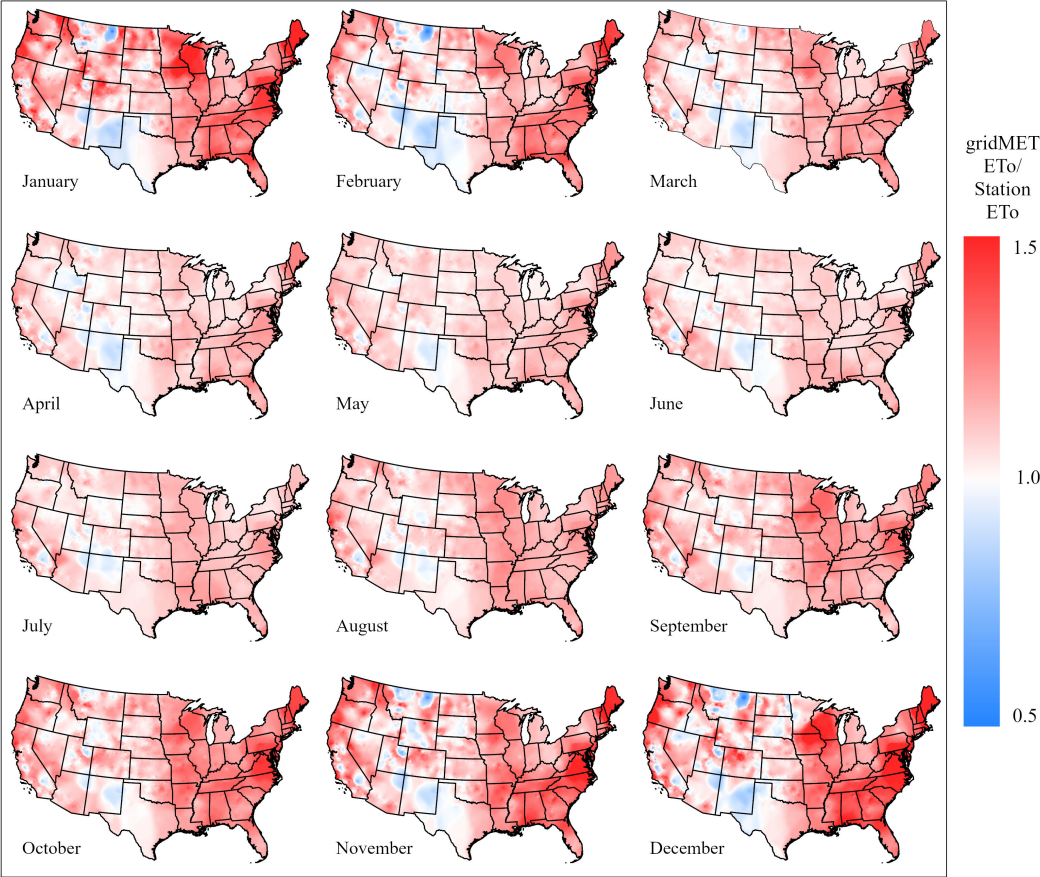 January
February
March
April
May
June
July
August
September
October
November
December
gridMET
ETo/
Station
ETo
1.5
1.0
0.5